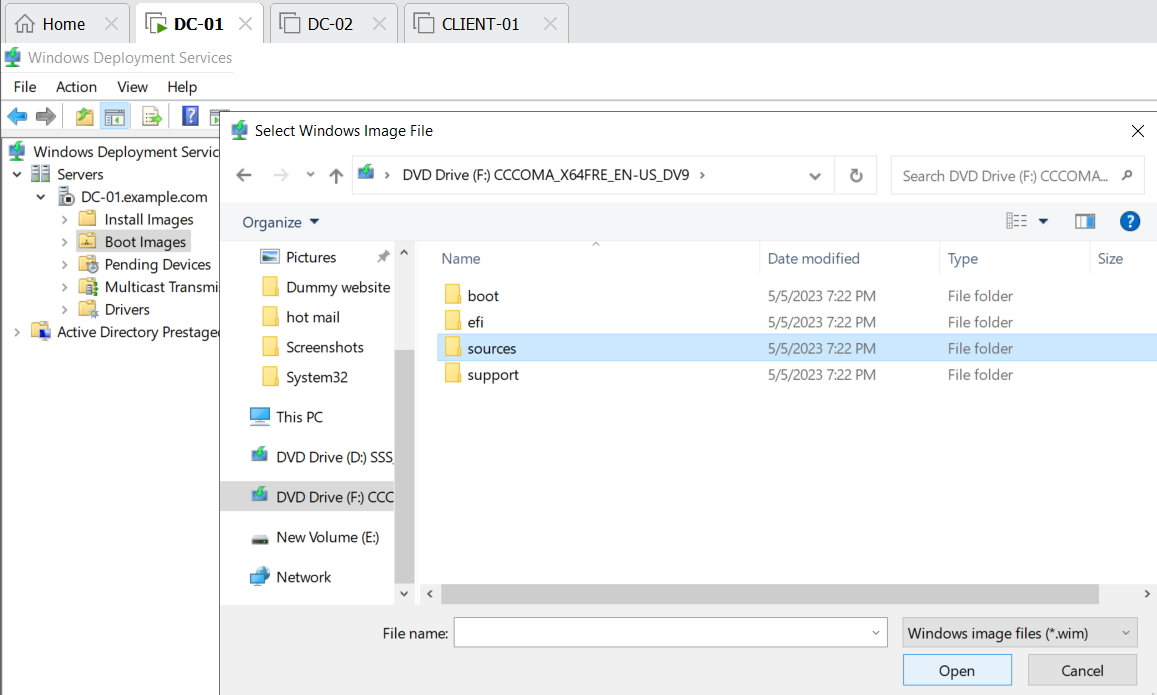 Home
DC-01
DC-02
CLIENT-01
Windows Deployment Services
File Action View Help
Select Windows Image File
Windows Deployment Servic
Servers
DC-01.example.com
Install Images
Boot Images
Pending Devices
Multicast Transmi
Drivers
Active Directory Prestage
DVD Drive (F:) CCCOMA_X64FRE_EN-US_DV9
Search DVD Drive (F:) CCCOMA...
Organize
Pictures
Dummy website
hot mail
Screenshots
System32
This PC
DVD Drive (D:) SSS_
DVD Drive (F:) CCC
New Volume (E:)
Network
Name Date modified Type Size
boot 5/5/2023 7:22 PM File folder
efi 5/5/2023 7:22 PM File folder
sources 5/5/2023 7:22 PM File folder
support 5/5/2023 7:22 PM File folder
File name:
Windows image files (*.wim)
Open
Cancel